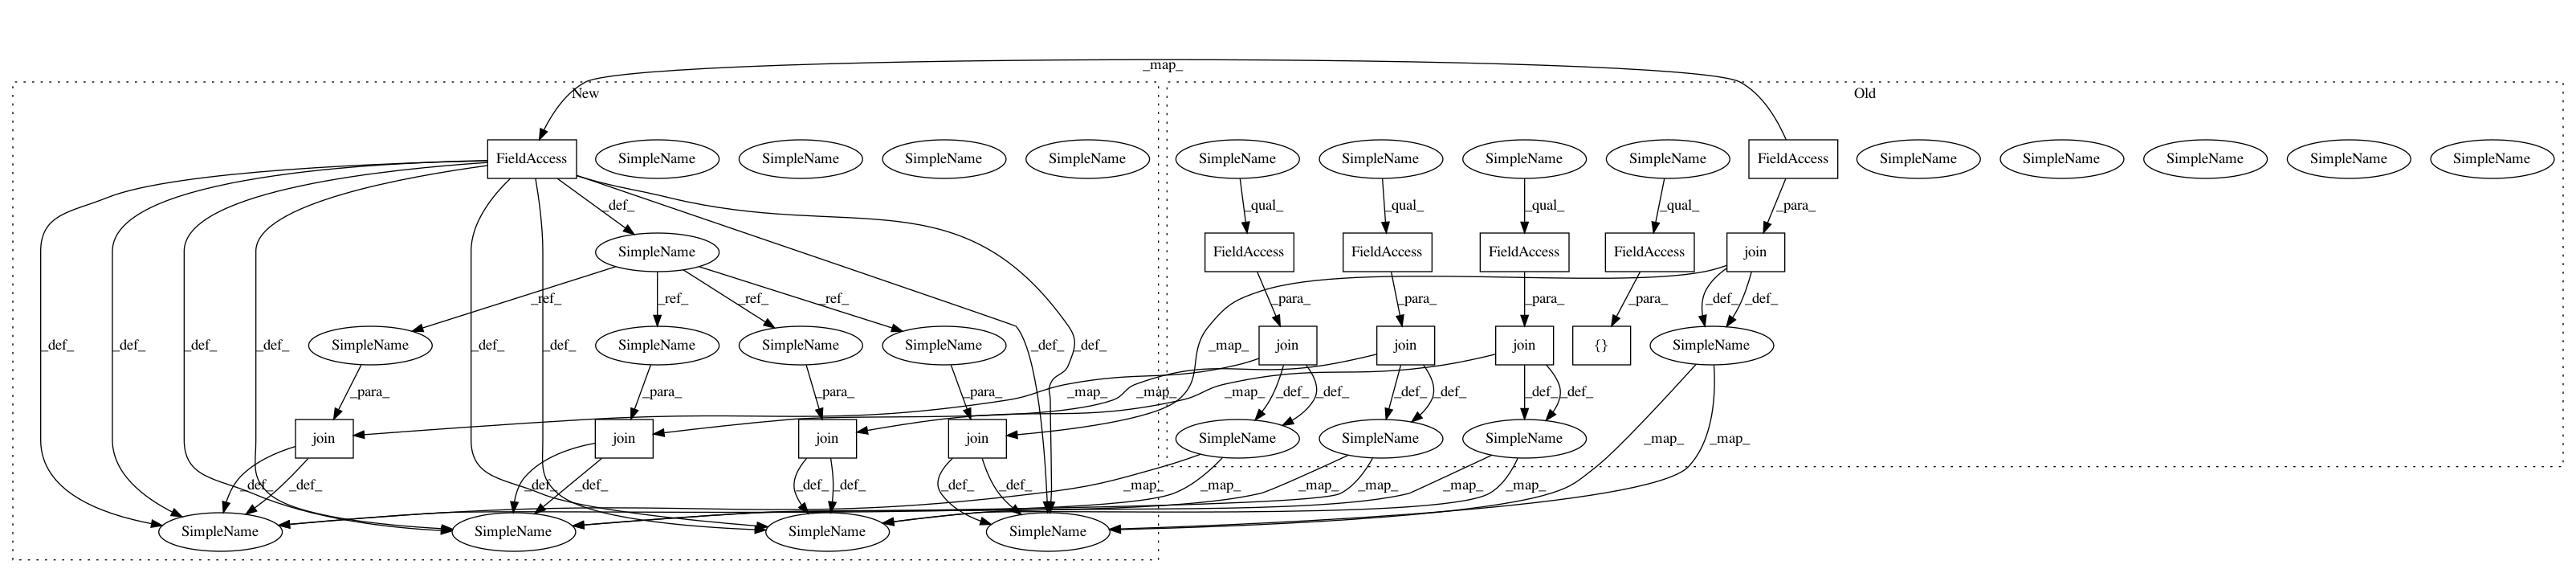 _map_
New Old
FieldAccess SimpleName SimpleName SimpleName SimpleName SimpleName SimpleName SimpleName SimpleName FieldAccess SimpleName SimpleName SimpleName SimpleName SimpleName
_def_ _qual_ _qual_ _qual_ _qual_ _para_
SimpleName FieldAccess FieldAccess FieldAccess FieldAccess join
_ref_ _ref_ _ref_ _ref_ _para_ _para_ _para_ _para_ _def_ _def_
_def_ _def_ _def_ _def_ SimpleName _def_ _def_ SimpleName SimpleName SimpleName _def_ _def_ _map_ join join join {} SimpleName
_para_ _para_ _para_ _para_ _map_ _map_ _map_ _def_ _def_ _def_ _def_ _def_ _def_
join join join join SimpleName SimpleName SimpleName _map_ _map_
_def_ _def_ _def_ _def_ _def_ _def_ _def_ _def_ _map_ _map_ _map_ _map_ _map_ _map_
SimpleName SimpleName SimpleName SimpleName